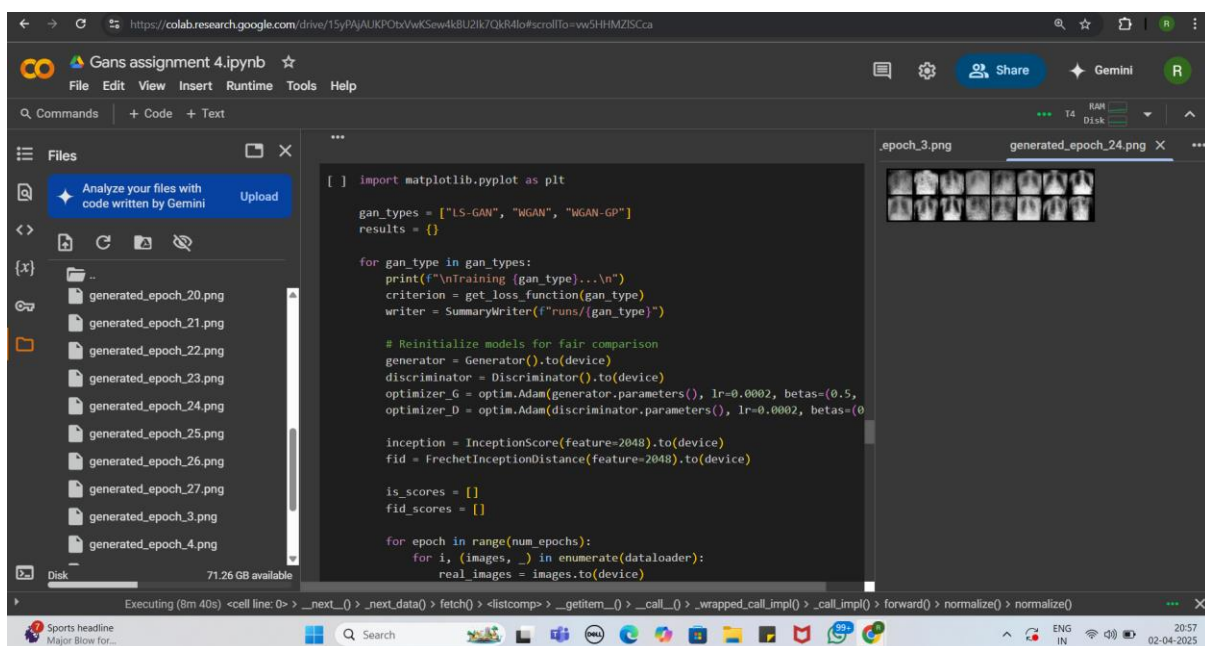 https://colab.research.google.com/drive/15yPAjAUKPOtxVwKSew4kBU2Ik7QkR4lo#scrollTo=vw5HHMZlSCca
R
CO
Gans assignment 4.ipynb
File Edit View Insert Runtime Tools Help
Share
Gemini
R
Commands + Code + Text
T4
RAM
Disk
Files
Analyze your files with
code written by Gemini
Upload
{x}
..
generated_epoch_20.png
generated_epoch_21.png
generated_epoch_22.png
generated_epoch_23.png
generated_epoch_24.png
generated_epoch_25.png
generated_epoch_26.png
generated_epoch_27.png
generated_epoch_3.png
generated_epoch_4.png
Disk 71.26 GB available
[ ] import matplotlib.pyplot as plt
gan_types = ["LS-GAN", "WGAN", "WGAN-GP"]
results = {}
for gan_type in gan_types:
print(f"\nTraining {gan_type}...\n")
criterion = get_loss_function(gan_type)
writer = SummaryWriter(f"runs/{gan_type}")
# Reinitialize models for fair comparison
generator = Generator().to(device)
discriminator = Discriminator().to(device)
optimizer_G = optim.Adam(generator.parameters(), lr=0.0002, betas=(0.5,
optimizer_D = optim.Adam(discriminator.parameters(), lr=0.0002, betas=(0
inception = InceptionScore(feature=2048).to(device)
fid = FrechetInceptionDistance(feature=2048).to(device)
is_scores = []
fid_scores = []
for epoch in range(num_epochs):
for i, (images, _) in enumerate(dataloader):
real_images = images.to(device)
_epoch_3.png
generated_epoch_24.png
Executing (8m 40s) <cell line: 0> > __next__() > _next_data() > fetch() > <listcomp> > __getitem__() > __call__() > _wrapped_call_impl() > _call_impl() > forward() > normalize() > normalize()
Sports headline
Major Blow for...
Search
DELL
99+
ENG
IN
20:57
02-04-2025